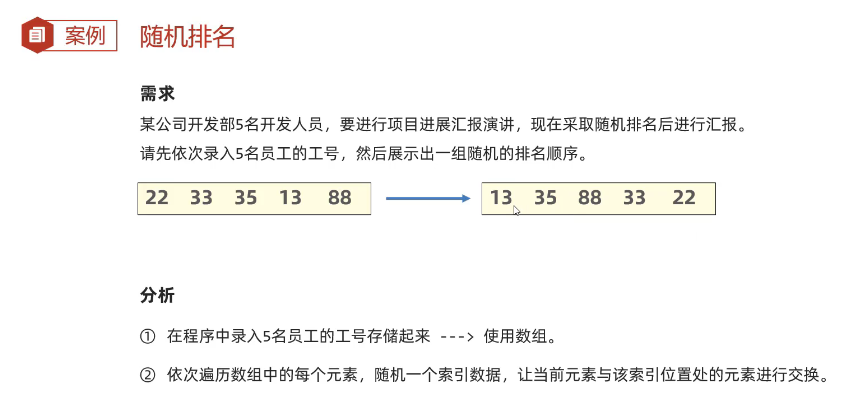 案例 随机排名
需求
某公司开发部5名开发人员，要进行项目进展汇报演讲，现在采取随机排名后进行汇报。
请先依次录入5名员工的工号，然后展示出一组随机的排名顺序。
22 33 35 13 88 13 35 88 33 22
分析
① 在程序中录入5名员工的工号存储起来 ---> 使用数组。
② 依次遍历数组中的每个元素，随机一个索引数据，让当前元素与该索引位置处的元素进行交换。